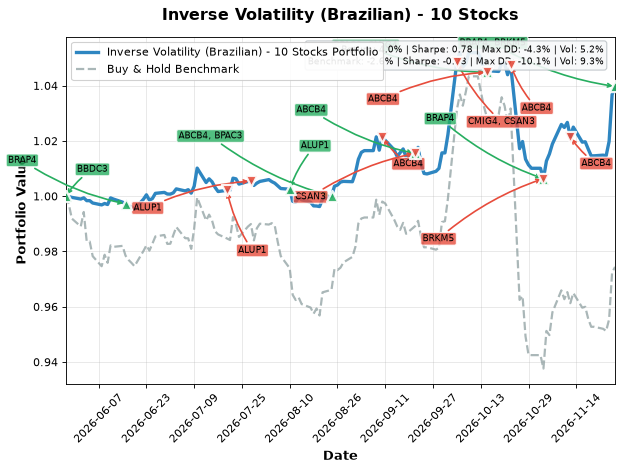 Inverse Volatility (Brazilian) - 10 Stocks
Inverse Volatility (Brazilian) - 10 Stocks Portfolio
Buy & Hold Benchmark
.0% | Sharpe: 0.78 | Max DD: -4.3% | Vol: 5.2%
% | Sharpe: | Max DD: -10.1% | Vol: 9.3%
ABCB4
ABCB4
ABCB4
CMIG4, CSAN3
BRAP4
ABCB4, BPAC3
ALUP1
ABCB4
ABCB4
BRAP4
BBDC3
CSAN3
ALUP1
BRKM5
ALUP1
1.04
1.02
1.00
0.98
0.96
0.94
Portfolio Value
2026-06-07
2026-06-23
2026-07-09
2026-07-25
2026-08-10
2026-08-26
2026-09-11
2026-09-27
2026-10-13
2026-10-29
2026-11-14
Date